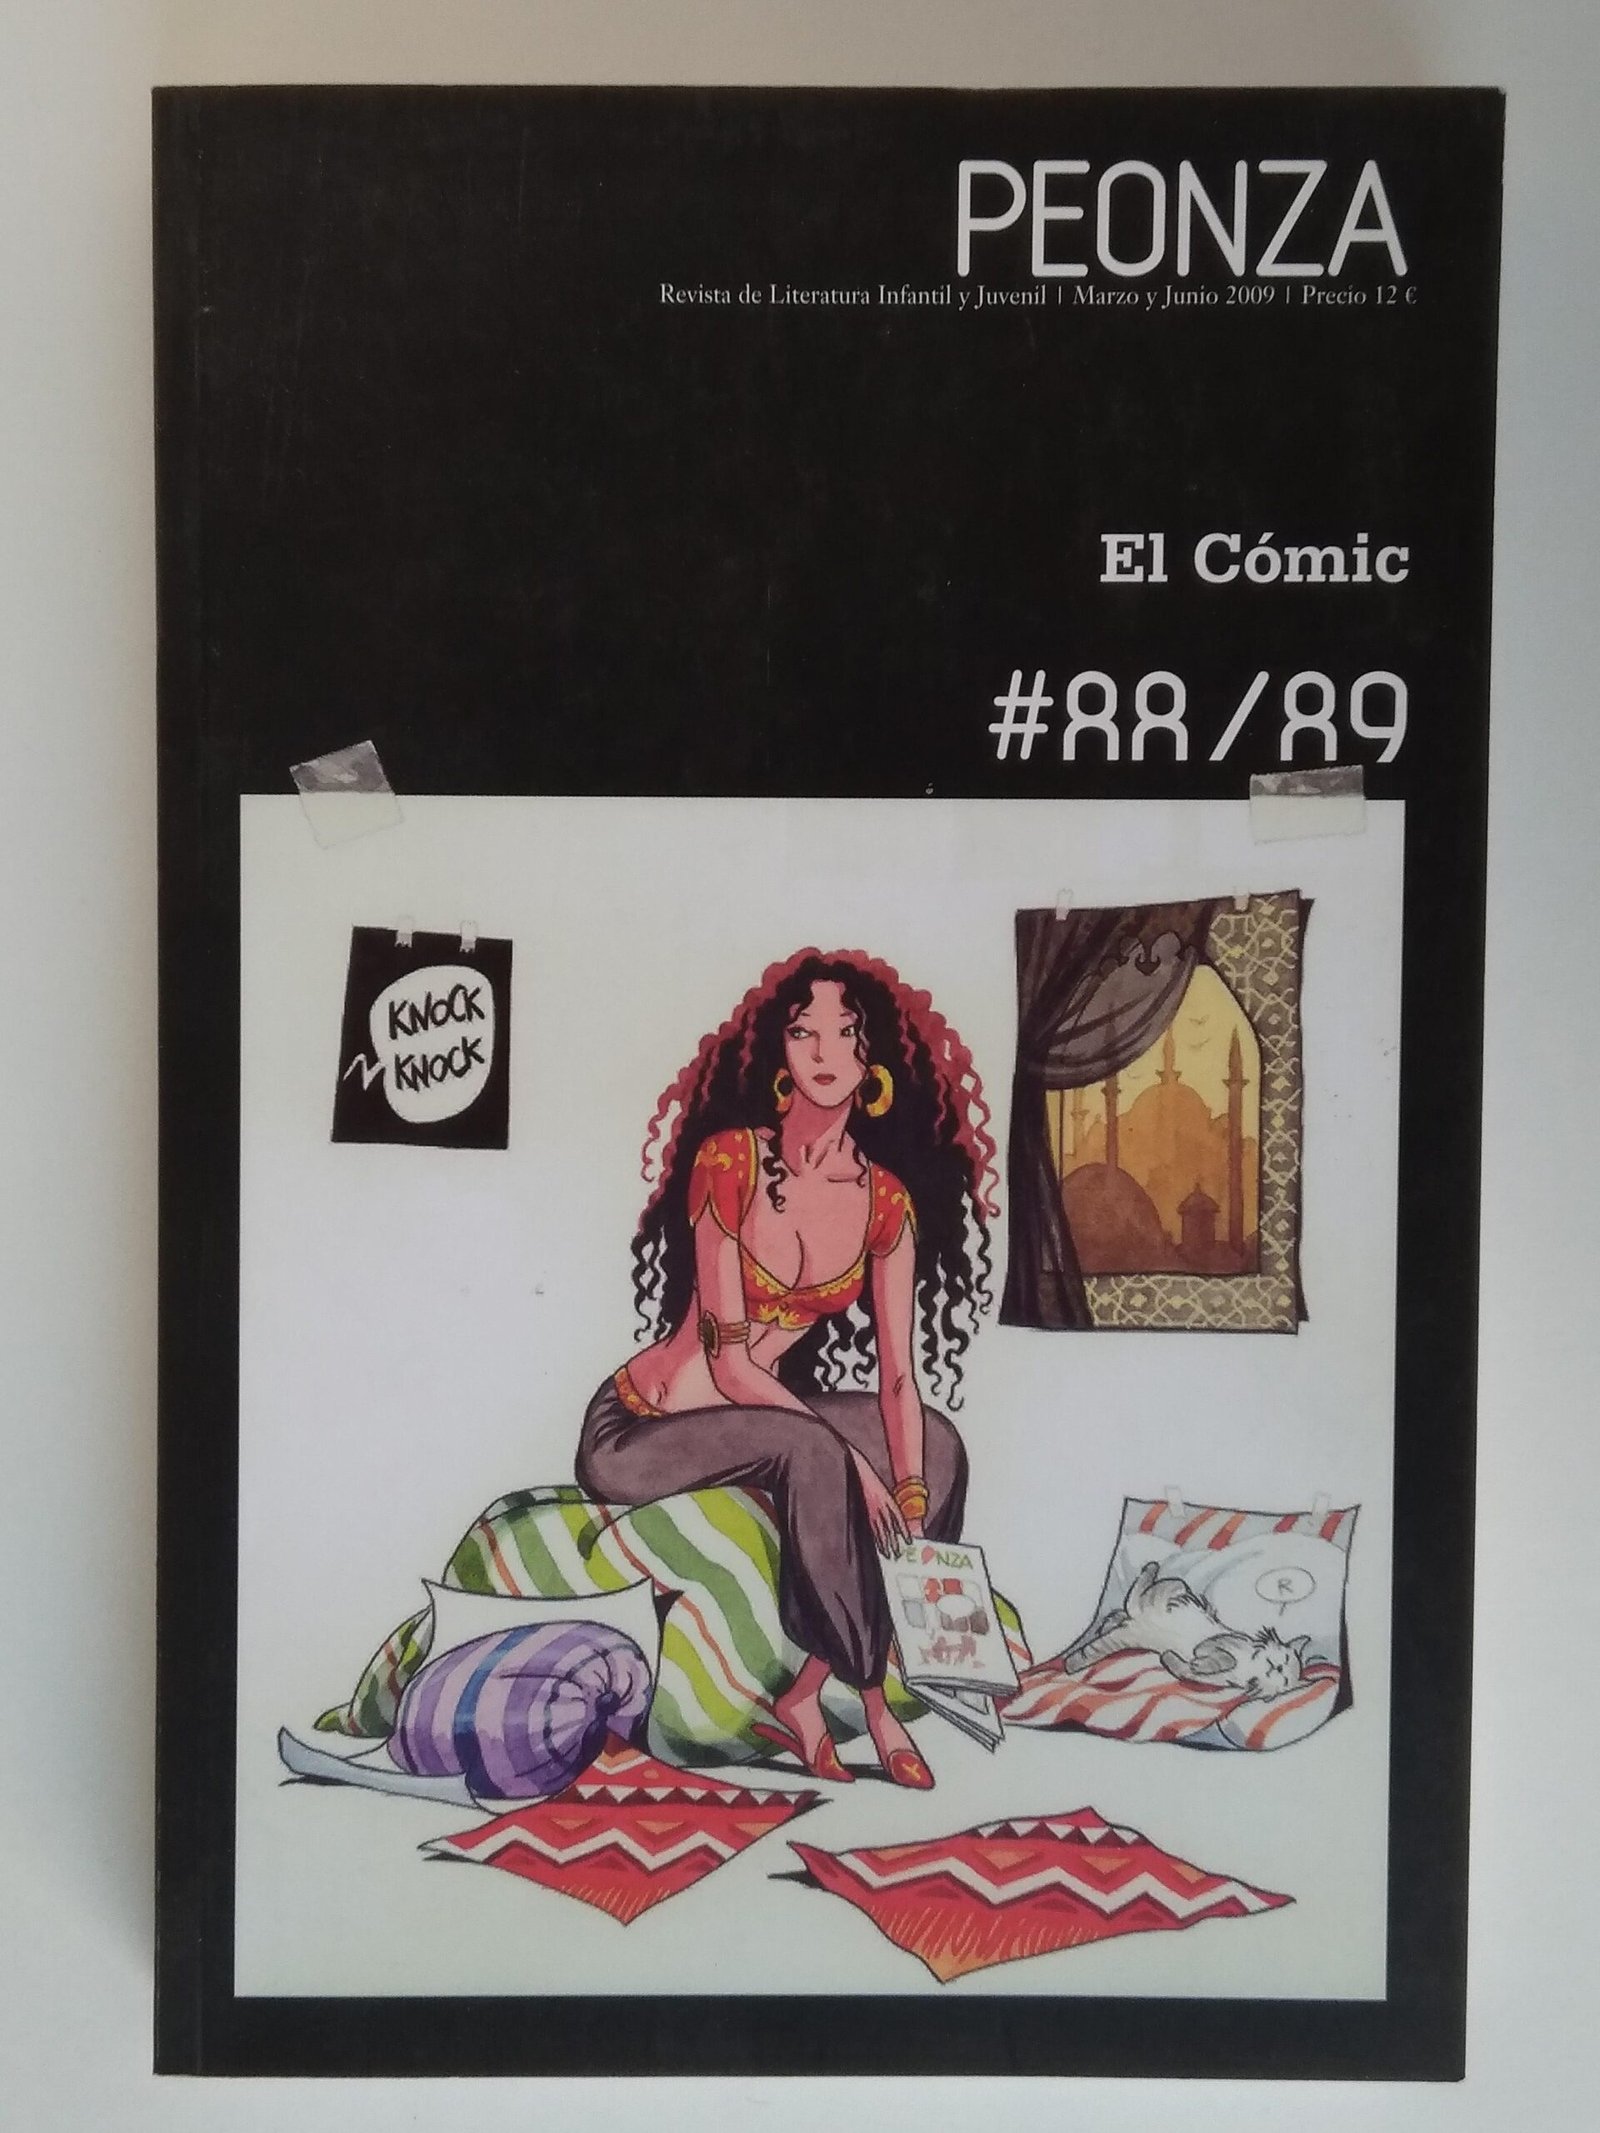 PEONZA
Revista de Literatura Infantil y Juvenil | Marzo y Junio 2009 | Precio 12 €
El Cómic
#88/89
KNOCK
KNOCK
PEONZA
R